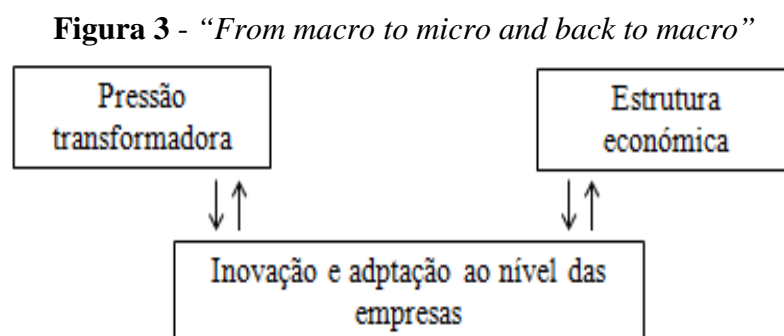 Figura 3 - “From macro to micro and back to macro”
Pressão
transformadora
Estrutura
económica
Inovação e adptação ao nível das
empresas